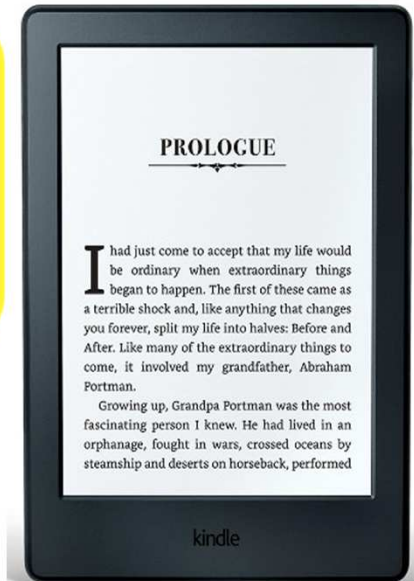 PROLOGUE
I had just come to accept that my life would
be ordinary when extraordinary things
began to happen. The first of these came as
a terrible shock and, like anything that changes
you forever, split my life into halves: Before and
After. Like many of the extraordinary things to
come, it involved my grandfather, Abraham
Portman.
Growing up, Grandpa Portman was the most
fascinating person I knew. He had lived in an
orphanage, fought in wars, crossed oceans by
steamship and deserts on horseback, performed
kindle